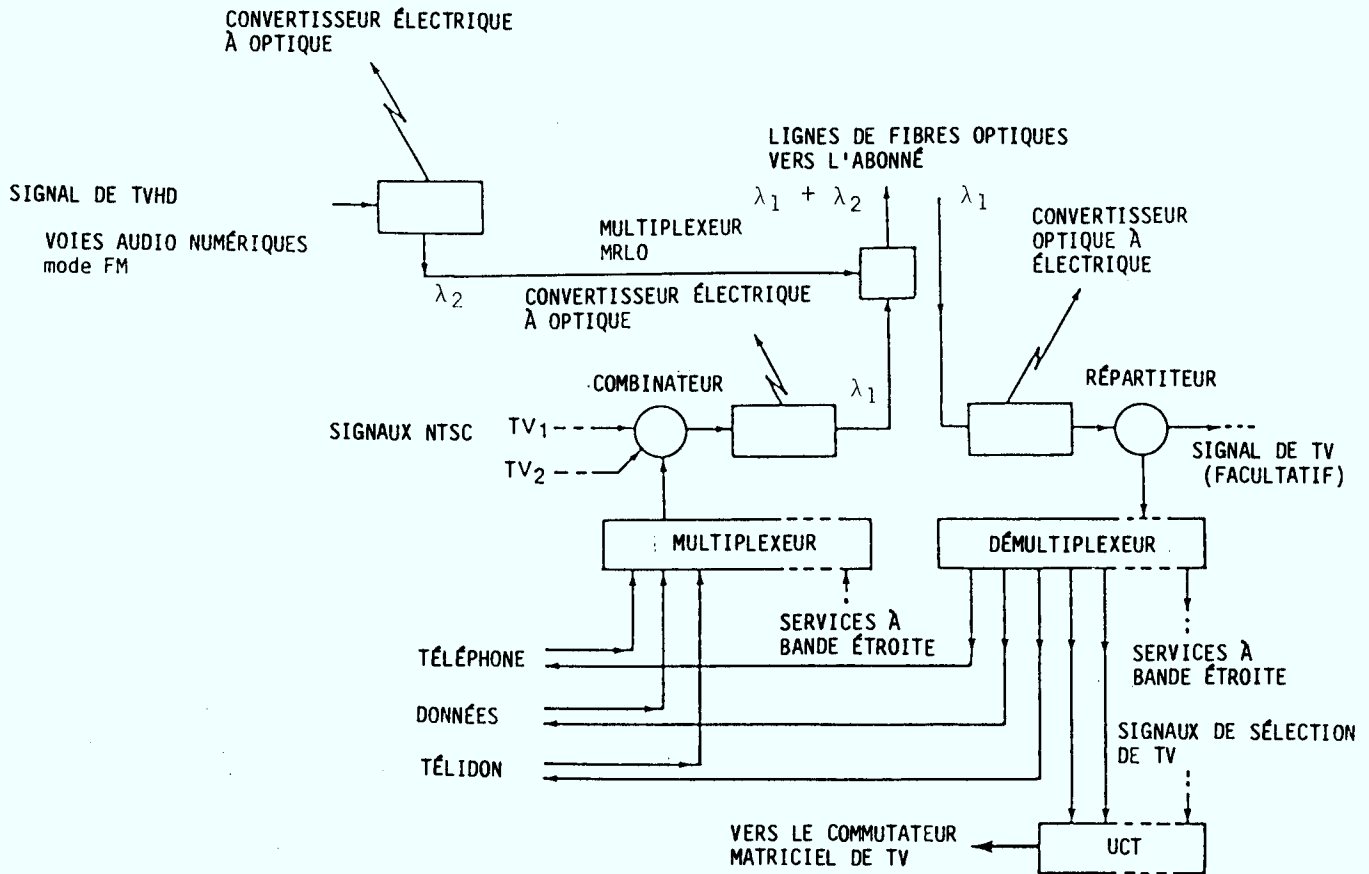 CONVERTISSEUR ÉLECTRIQUE
À OPTIQUE
LIGNES DE FIBRES OPTIQUES
VERS L'ABONNÉ
SIGNAL DE TVHD
λ1 + λ2
λ1
CONVERTISSEUR
OPTIQUE À
ÉLECTRIQUE
VOIES AUDIO NUMÉRIQUES
mode FM
MULTIPLEXEUR
MRLO
λ2
CONVERTISSEUR ÉLECTRIQUE
À OPTIQUE
COMBINATEUR
λ1
RÉPARTITEUR
SIGNAUX NTSC
TV1
TV2
SIGNAL DE TV
(FACULTATIF)
MULTIPLEXEUR
DÉMULTIPLEXEUR
SERVICES À
BANDE ÉTROITE
TÉLÉPHONE
SERVICES À
BANDE ÉTROITE
DONNÉES
SIGNAUX DE SÉLECTION
DE TV
TÉLIDON
VERS LE COMMUTATEUR
MATRICIEL DE TV
UCT